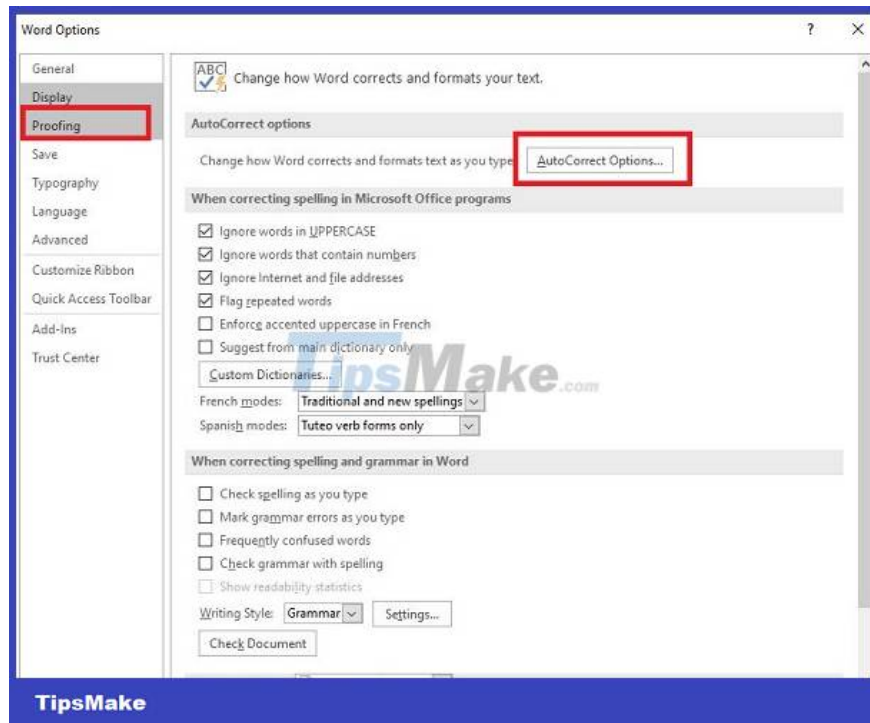 Word Options
?
General
Display
Proofing
Save
Typography
Language
Advanced
Customize Ribbon
Quick Access Toolbar
Add-Ins
Trust Center
ABC
Change how Word corrects and formats your text.
AutoCorrect options
Change how Word corrects and formats text as you type
AutoCorrect Options...
When correcting spelling in Microsoft Office programs
Ignore words in UPPERCASE
Ignore words that contain numbers
Ignore Internet and file addresses
Flag repeated words
Enforce accented uppercase in French
Suggest from main dictionary only
Custom Dictionaries...
French modes: Traditional and new spellings
Spanish modes: Tuteo verb forms only
TipsMake.com
When correcting spelling and grammar in Word
Check spelling as you type
Mark grammar errors as you type
Frequently confused words
Check grammar with spelling
Show readability statistics
Writing Style: Grammar Settings...
Check Document
TipsMake